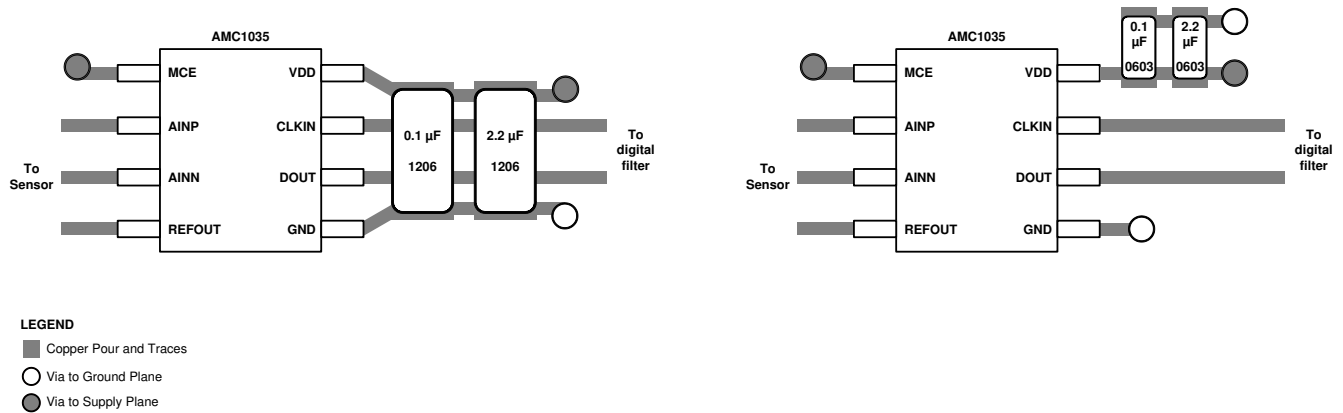 AMC1035
MCE
VDD
AINP
CLKIN
AINN
DOUT
REFOUT
GND
To
Sensor
0.1 µF
1206
2.2 µF
1206
To
digital
filter
AMC1035
MCE
VDD
AINP
CLKIN
AINN
DOUT
REFOUT
GND
To
Sensor
0.1
µF
0603
2.2
µF
0603
To
digital
filter
LEGEND
Copper Pour and Traces
Via to Ground Plane
Via to Supply Plane